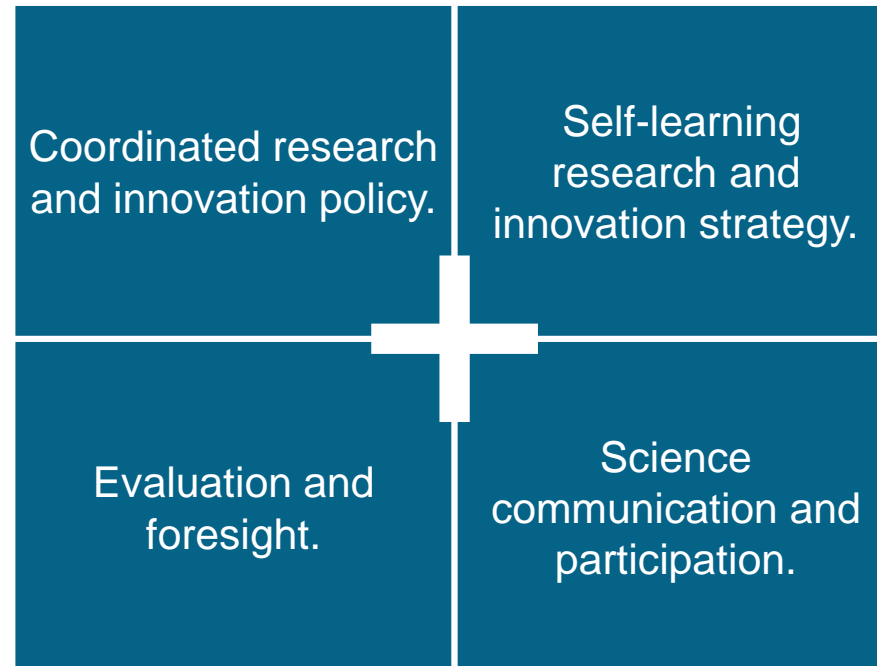 Coordinated research
and innovation policy.
Self-learning
research and
innovation strategy.
Evaluation and
foresight.
Science
communication and
participation.